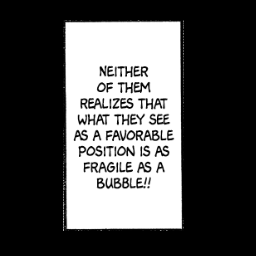 NEITHER
OF THEM
REALIZES THAT
WHAT THEY SEE
AS A FAVORABLE
POSITION IS AS
FRAGILE AS A
BUBBLE!!